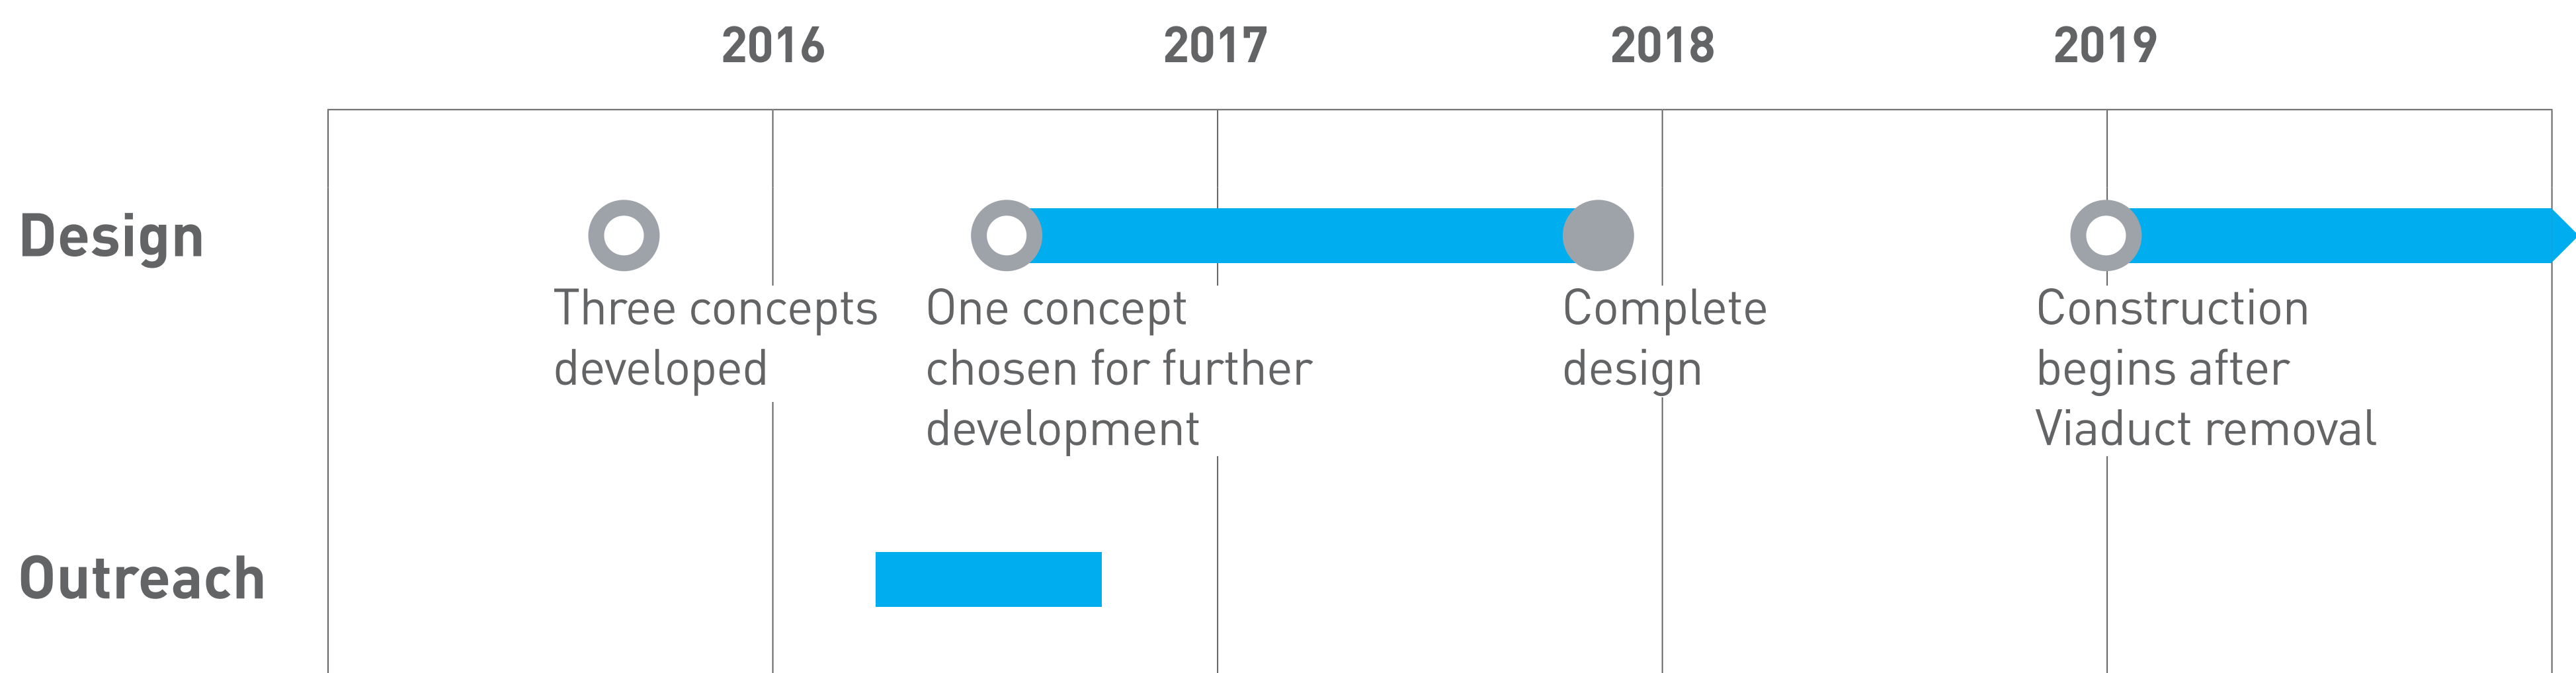 2016 2017 2018 2019
Design
Three concepts
developed
One concept
chosen for further
development
Complete
design
Construction
begins after
Viaduct removal
Outreach